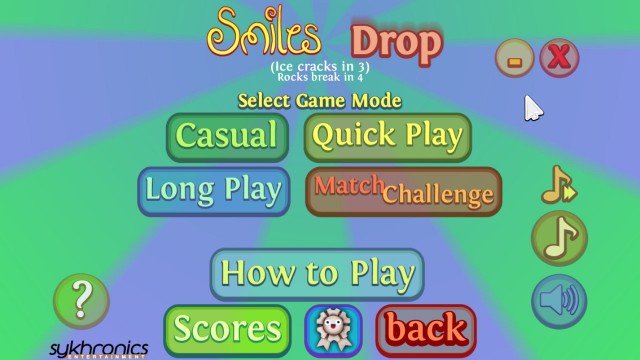 Smiles Drop
(Ice cracks in 3)
Rocks break in 4
Select Game Mode
Casual
Quick Play
Long Play
Match Challenge
How to Play
?
Scores
back
sykhronics
ENTERTAINMENT
X